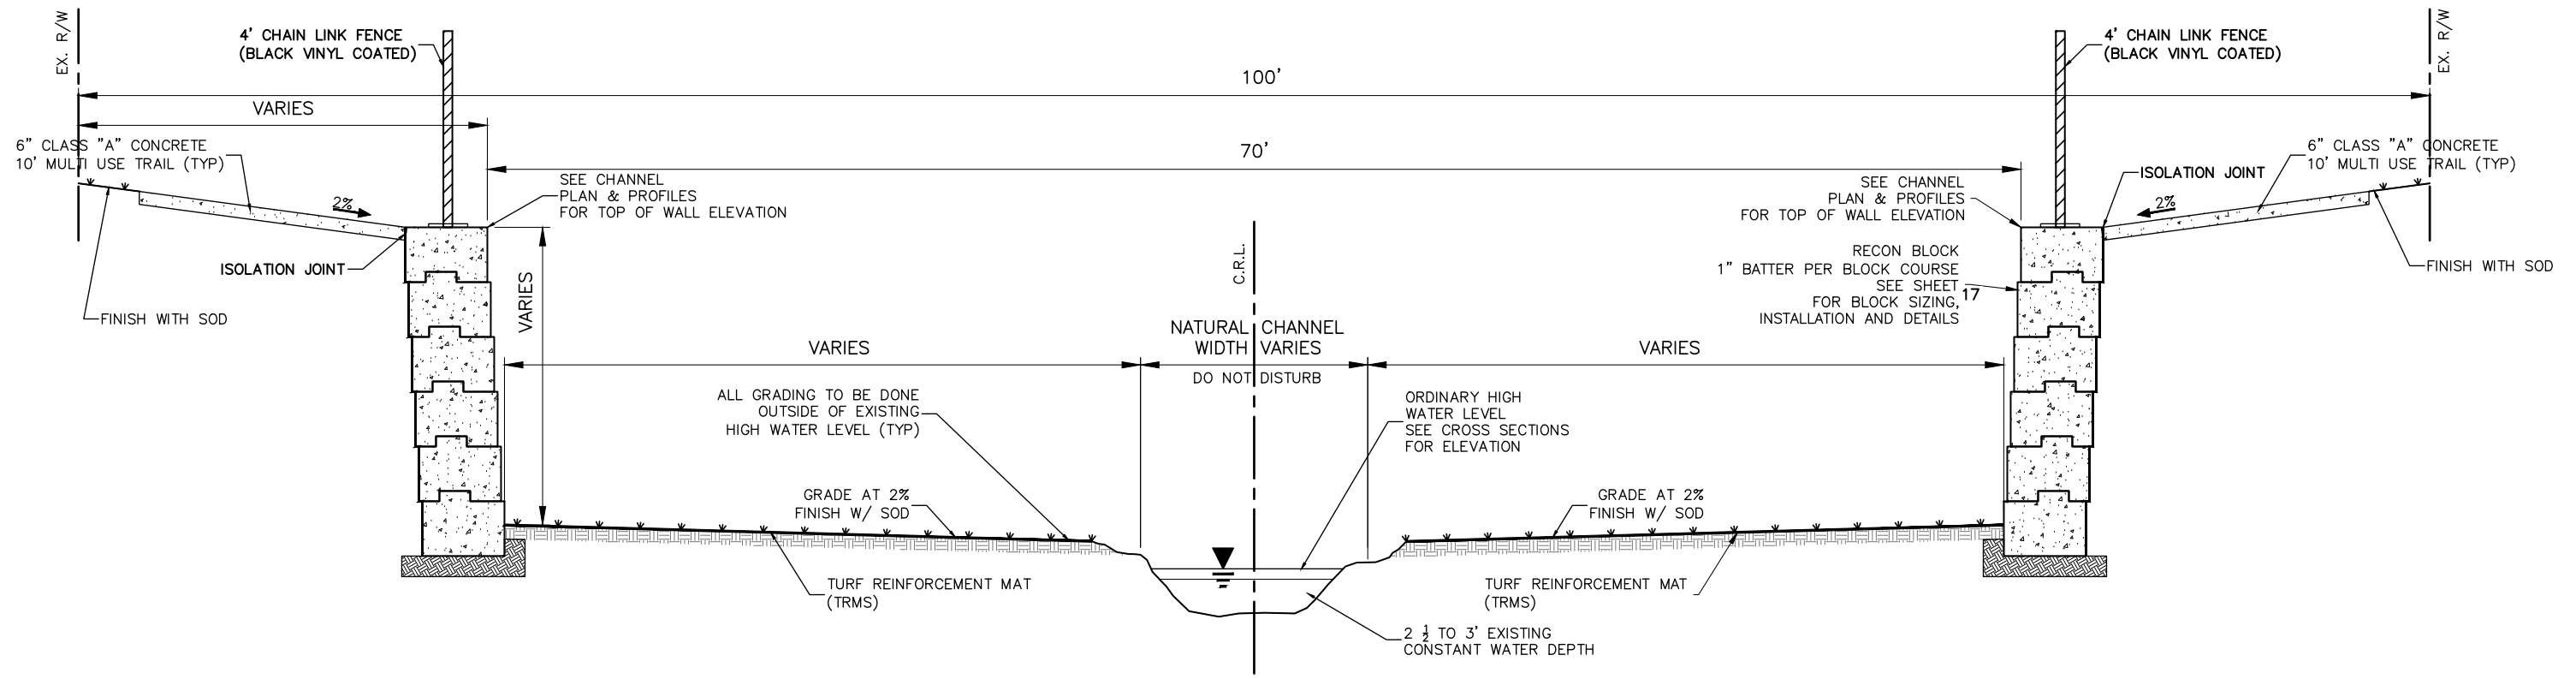 EX. R/W
4' CHAIN LINK FENCE
(BLACK VINYL COATED)
100'
4' CHAIN LINK FENCE
(BLACK VINYL COATED)
EX. R/W
VARIES
6" CLASS "A" CONCRETE
10' MULTI USE TRAIL (TYP)
70'
6" CLASS "A" CONCRETE
10' MULTI USE TRAIL (TYP)
2%
SEE CHANNEL
PLAN & PROFILES
FOR TOP OF WALL ELEVATION
SEE CHANNEL
PLAN & PROFILES
FOR TOP OF WALL ELEVATION
ISOLATION JOINT
2%
ISOLATION JOINT
FINISH WITH SOD
VARIES
C.R.L.
RECON BLOCK
1" BATTER PER BLOCK COURSE
SEE SHEET 17
FOR BLOCK SIZING,
INSTALLATION AND DETAILS
FINISH WITH SOD
VARIES
NATURAL CHANNEL
WIDTH VARIES
DO NOT DISTURB
VARIES
ALL GRADING TO BE DONE
OUTSIDE OF EXISTING
HIGH WATER LEVEL (TYP)
ORDINARY HIGH
WATER LEVEL
SEE CROSS SECTIONS
FOR ELEVATION
GRADE AT 2%
FINISH W/ SOD
GRADE AT 2%
FINISH W/ SOD
TURF REINFORCEMENT MAT
(TRMS)
TURF REINFORCEMENT MAT
(TRMS)
2 ½ TO 3' EXISTING
CONSTANT WATER DEPTH